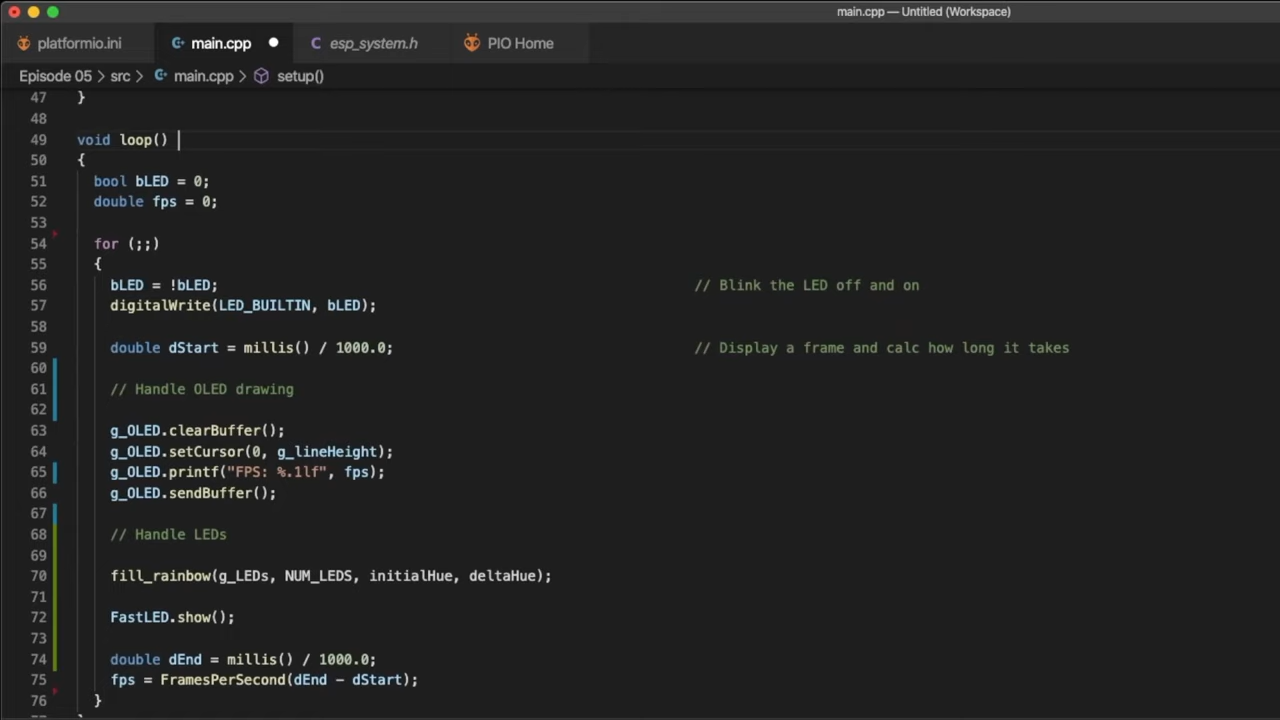 main.cpp — Untitled (Workspace)
platformio.ini main.cpp esp_system.h PIO Home
Episode 05 > src > main.cpp > setup()
47 }
48
49 void loop()
50 {
51 bool bLED = 0;
52 double fps = 0;
53
54 for (;;)
55 {
56 bLED = !bLED; // Blink the LED off and on
57 digitalWrite(LED_BUILTIN, bLED);
58
59 double dStart = millis() / 1000.0; // Display a frame and calc how long it takes
60
61 // Handle OLED drawing
62
63 g_OLED.clearBuffer();
64 g_OLED.setCursor(0, g_lineHeight);
65 g_OLED.printf("FPS: %.1lf", fps);
66 g_OLED.sendBuffer();
67
68 // Handle LEDs
69
70 fill_rainbow(g_LEDs, NUM_LEDS, initialHue, deltaHue);
71
72 FastLED.show();
73
74 double dEnd = millis() / 1000.0;
75 fps = FramesPerSecond(dEnd - dStart);
76 }